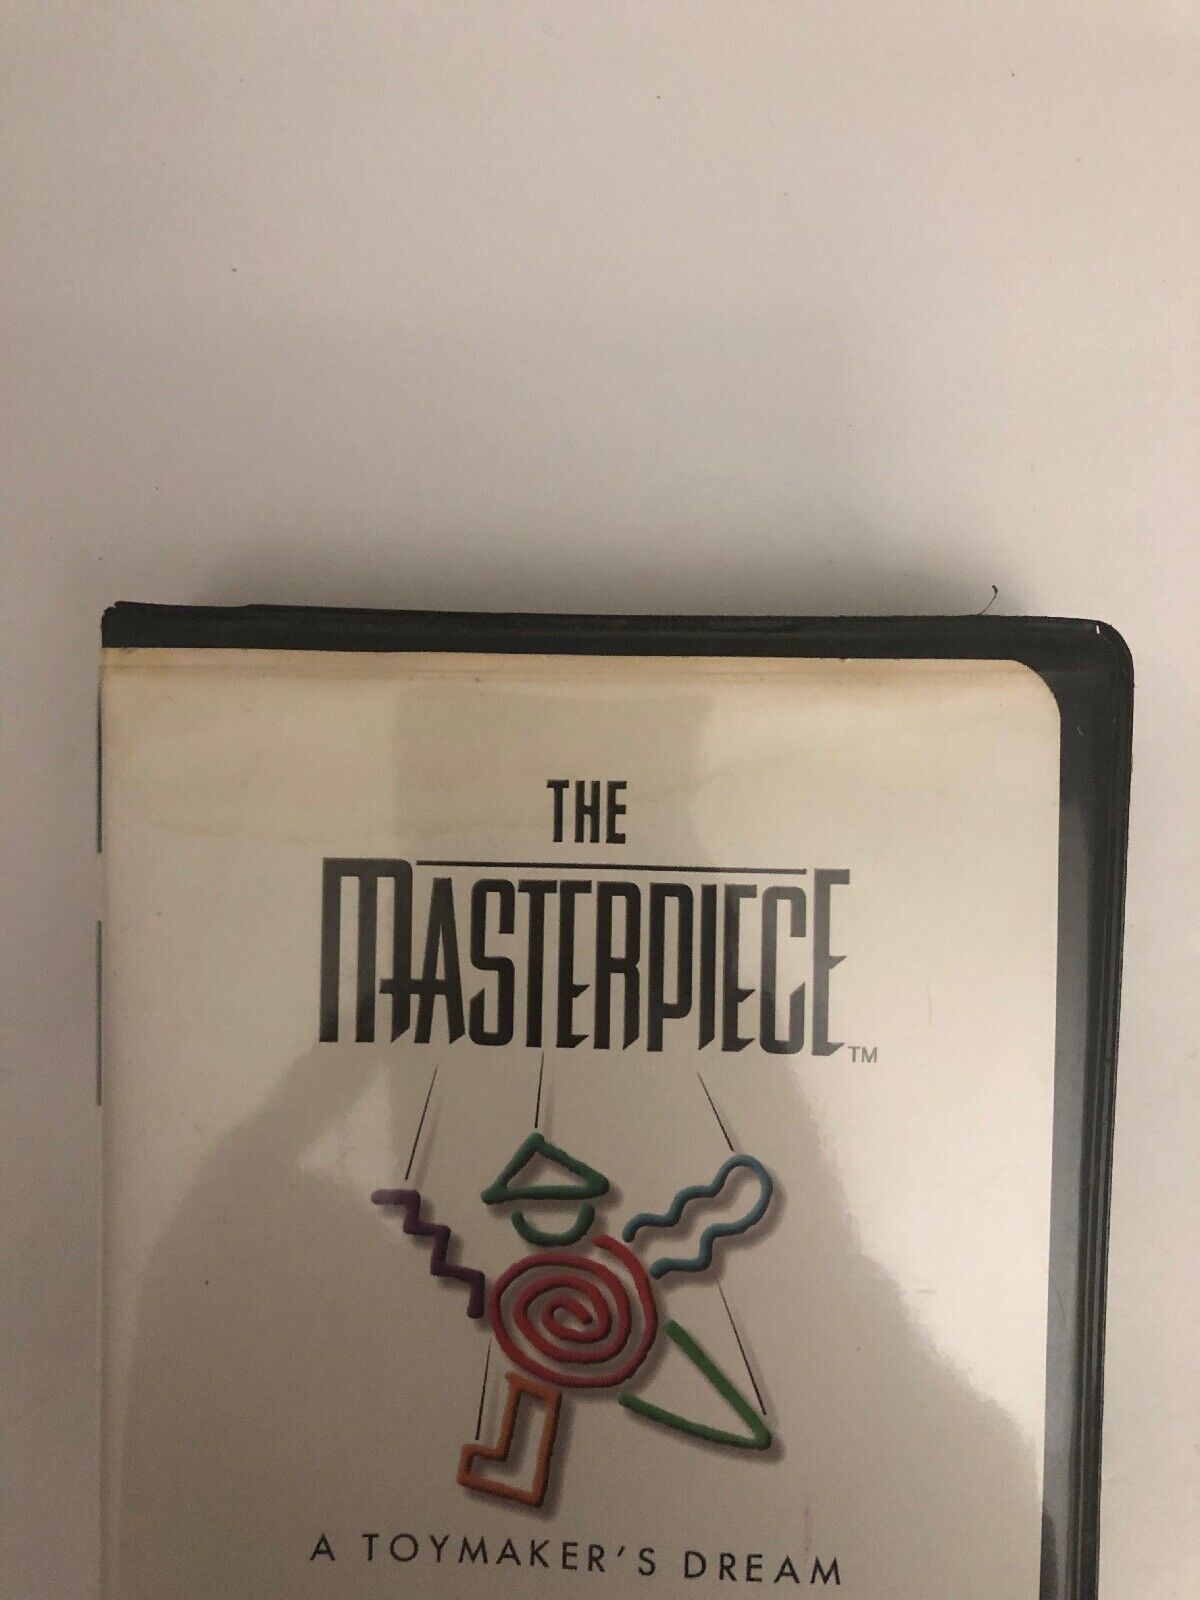 THE
MASTERPIECE™
A TOYMAKER'S DREAM